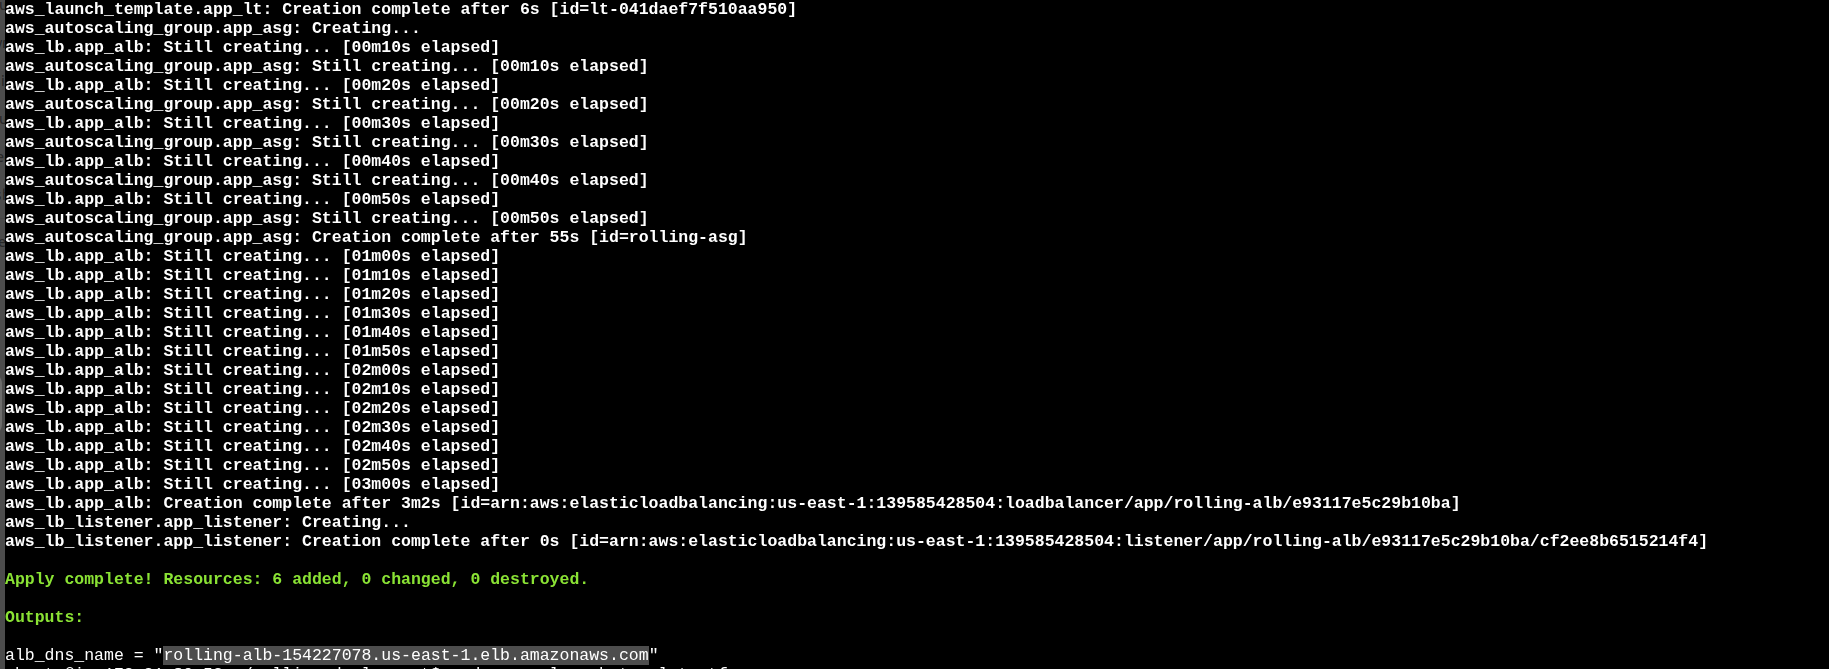 aws_launch_template.app_lt: Creation complete after 6s [id=lt-041daef7f510aa950]
aws_autoscaling_group.app_asg: Creating...
aws_lb.app_alb: Still creating... [00m10s elapsed]
aws_autoscaling_group.app_asg: Still creating... [00m10s elapsed]
aws_lb.app_alb: Still creating... [00m20s elapsed]
aws_autoscaling_group.app_asg: Still creating... [00m20s elapsed]
aws_lb.app_alb: Still creating... [00m30s elapsed]
aws_autoscaling_group.app_asg: Still creating... [00m30s elapsed]
aws_lb.app_alb: Still creating... [00m40s elapsed]
aws_autoscaling_group.app_asg: Still creating... [00m40s elapsed]
aws_lb.app_alb: Still creating... [00m50s elapsed]
aws_autoscaling_group.app_asg: Still creating... [00m50s elapsed]
aws_autoscaling_group.app_asg: Creation complete after 55s [id=rolling-asg]
aws_lb.app_alb: Still creating... [01m00s elapsed]
aws_lb.app_alb: Still creating... [01m10s elapsed]
aws_lb.app_alb: Still creating... [01m20s elapsed]
aws_lb.app_alb: Still creating... [01m30s elapsed]
aws_lb.app_alb: Still creating... [01m40s elapsed]
aws_lb.app_alb: Still creating... [01m50s elapsed]
aws_lb.app_alb: Still creating... [02m00s elapsed]
aws_lb.app_alb: Still creating... [02m10s elapsed]
aws_lb.app_alb: Still creating... [02m20s elapsed]
aws_lb.app_alb: Still creating... [02m30s elapsed]
aws_lb.app_alb: Still creating... [02m40s elapsed]
aws_lb.app_alb: Still creating... [02m50s elapsed]
aws_lb.app_alb: Still creating... [03m00s elapsed]
aws_lb.app_alb: Creation complete after 3m2s [id=arn:aws:elasticloadbalancing:us-east-1:139585428504:loadbalancer/app/rolling-alb/e93117e5c29b10ba]
aws_lb_listener.app_listener: Creating...
aws_lb_listener.app_listener: Creation complete after 0s [id=arn:aws:elasticloadbalancing:us-east-1:139585428504:listener/app/rolling-alb/e93117e5c29b10ba/cf2ee8b6515214f4]
Apply complete! Resources: 6 added, 0 changed, 0 destroyed.
Outputs:
alb_dns_name = "rolling-alb-154227078.us-east-1.elb.amazonaws.com"